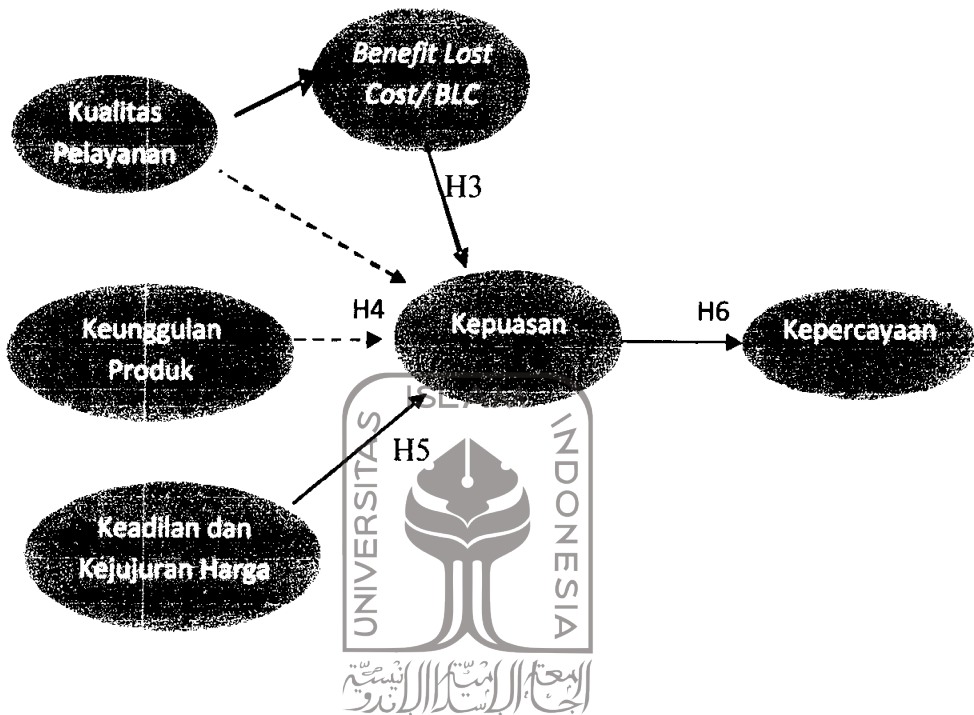 Benefit Lost
Cost/ BLC
Kualitas
Pelayanan
H3
Keunggulan
Produk
H4
Kepuasan
H6
Kepercayaan
H5
Keadilan dan
Kejujuran Harga
UNIVERSITAS
INDONESIA